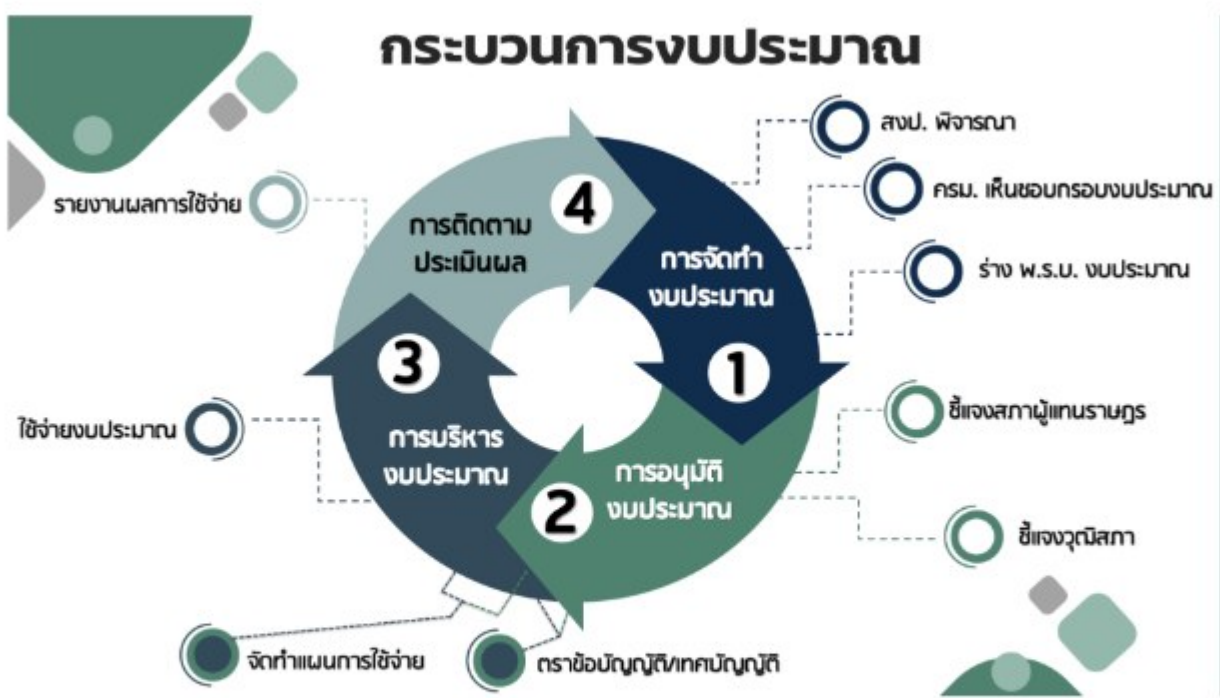 กระบวนการงบประมาณ
สงป. พิจารณา
ครม. เห็นชอบกรอบงบประมาณ
ร่าง พ.ร.บ. งบประมาณ
1
การจัดทำ
งบประมาณ
ชี้แจงสภาผู้แทนราษฎร
ชี้แจงวุฒิสภา
2
การอนุมัติ
งบประมาณ
ตราข้อบัญญัติ/เทศบัญญัติ
จัดทำแผนการใช้จ่าย
3
การบริหาร
งบประมาณ
ใช้จ่ายงบประมาณ
4
การติดตาม
ประเมินผล
รายงานผลการใช้จ่าย